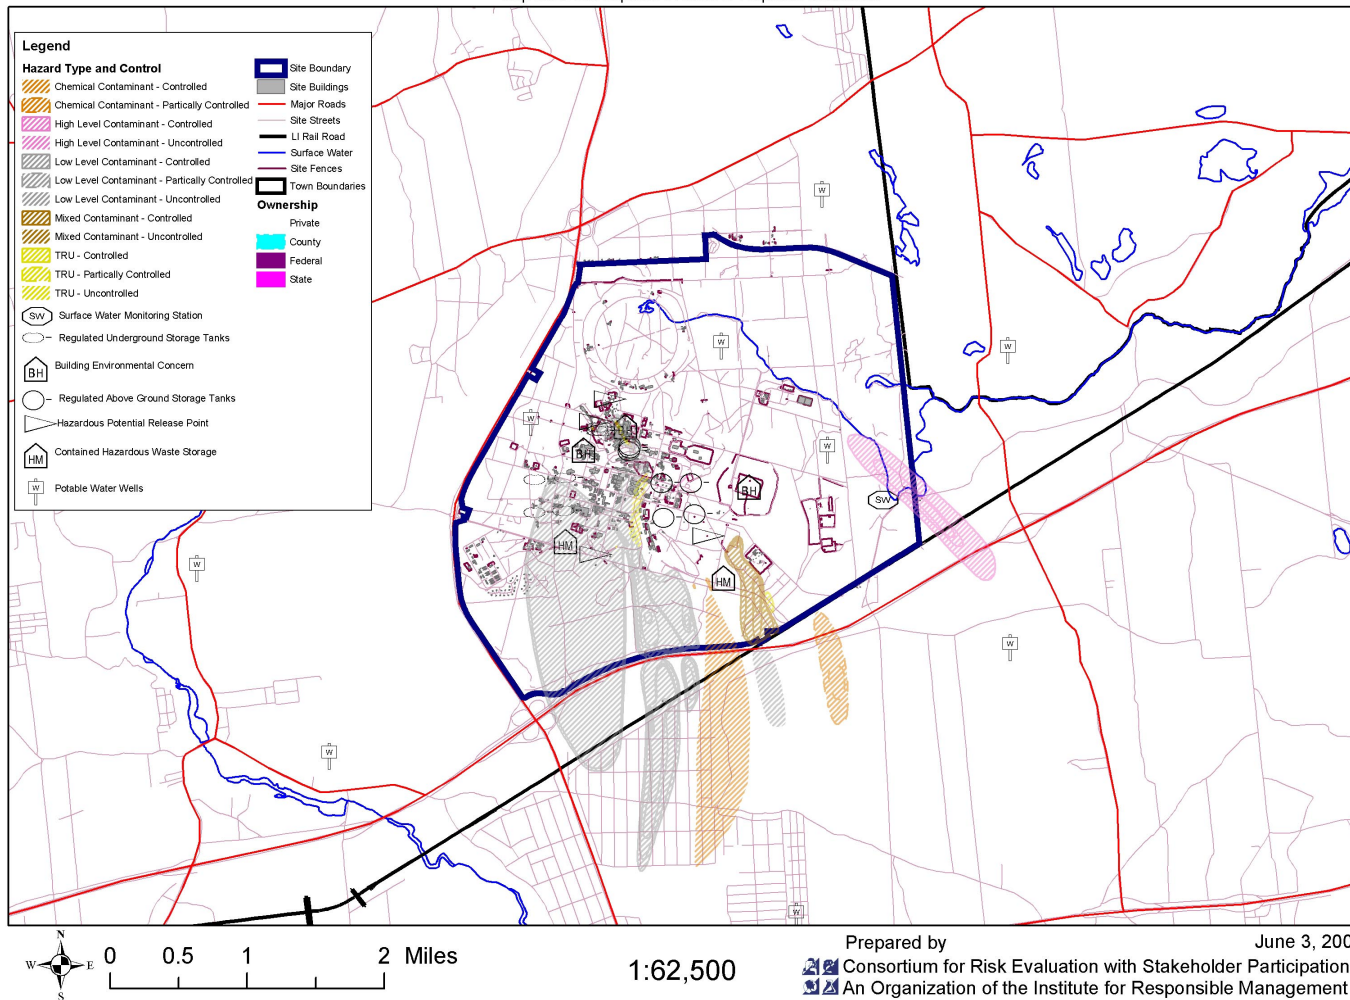 Legend
Hazard Type and Control
Chemical Contaminant - Controlled
Chemical Contaminant - Partically Controlled
High Level Contaminant - Controlled
High Level Contaminant - Uncontrolled
Low Level Contaminant - Controlled
Low Level Contaminant - Partically Controlled
Low Level Contaminant - Uncontrolled
Mixed Contaminant - Controlled
Mixed Contaminant - Uncontrolled
TRU - Controlled
TRU - Partically Controlled
TRU - Uncontrolled
SW Surface Water Monitoring Station
Regulated Underground Storage Tanks
BH Building Environmental Concern
Regulated Above Ground Storage Tanks
Hazardous Potential Release Point
HM Contained Hazardous Waste Storage
W Potable Water Wells
Site Boundary
Site Buildings
Major Roads
Site Streets
LI Rail Road
Surface Water
Site Fences
Town Boundaries
Ownership
Private
County
Federal
State
W
W
W
W
W
BH
BH
BH
SW
HM
HM
W
W
W
W
N
W E
S
0 0.5 1 2 Miles
1:62,500
Prepared by
June 3, 200
Consortium for Risk Evaluation with Stakeholder Participation
An Organization of the Institute for Responsible Management